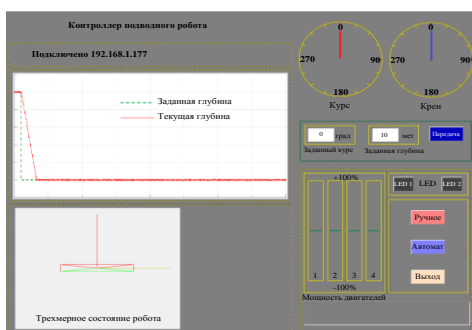 Контроллер подводного робота
Подключено 192.168.1.177
Заданная глубина
Текущая глубина
0
270
90
180
Курс
0
270
90
180
Крен
0 град
10 мет
Передача
Заданный курс
Заданная глубина
+100%
1 2 3 4
-100%
Мощность двигателей
LED 1 LED LED 2
Ручное
Автомат
Выход
Трехмерное состояние робота